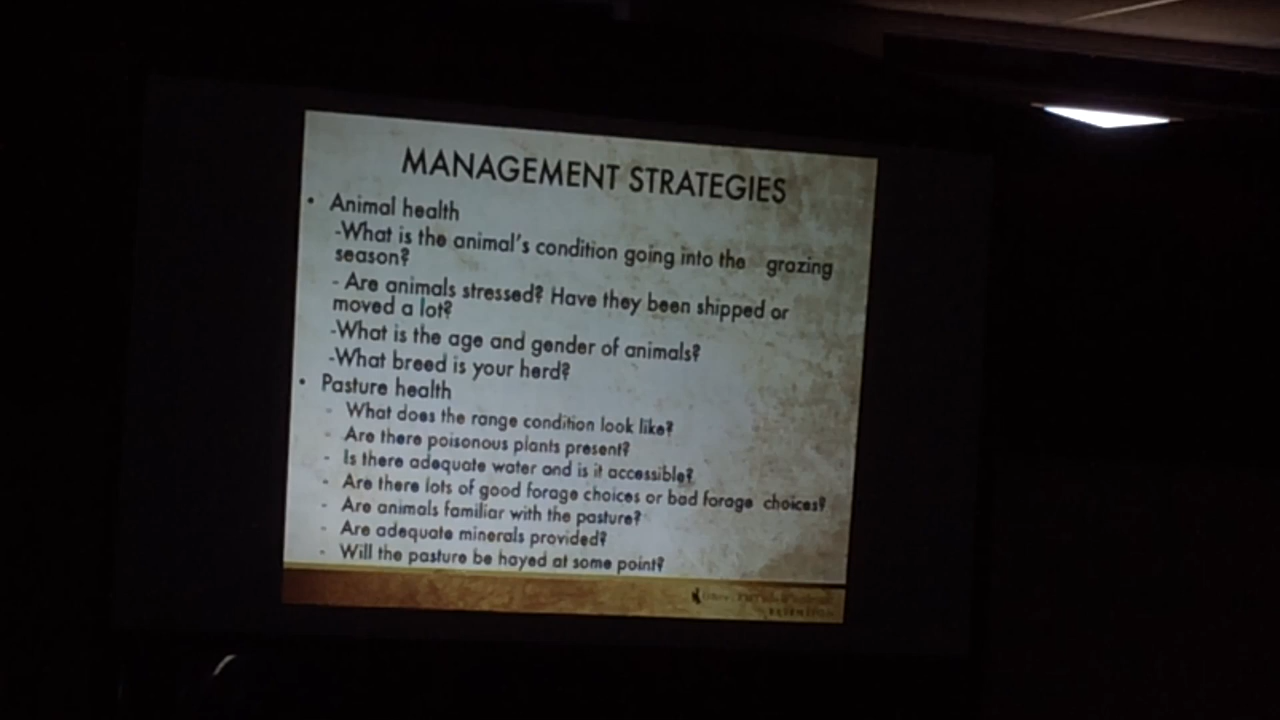 MANAGEMENT STRATEGIES
• Animal health
-What is the animal's condition going into the grazing
season?
- Are animals stressed? Have they been shipped or
moved a lot?
-What is the age and gender of animals?
-What breed is your herd?
• Pasture health
- What does the range condition look like?
- Are there poisonous plants present?
- Is there adequate water and is it accessible?
- Are there lots of good forage choices or bad forage choices?
- Are animals familiar with the pasture?
- Are adequate minerals provided?
- Will the pasture be hayed at some point?